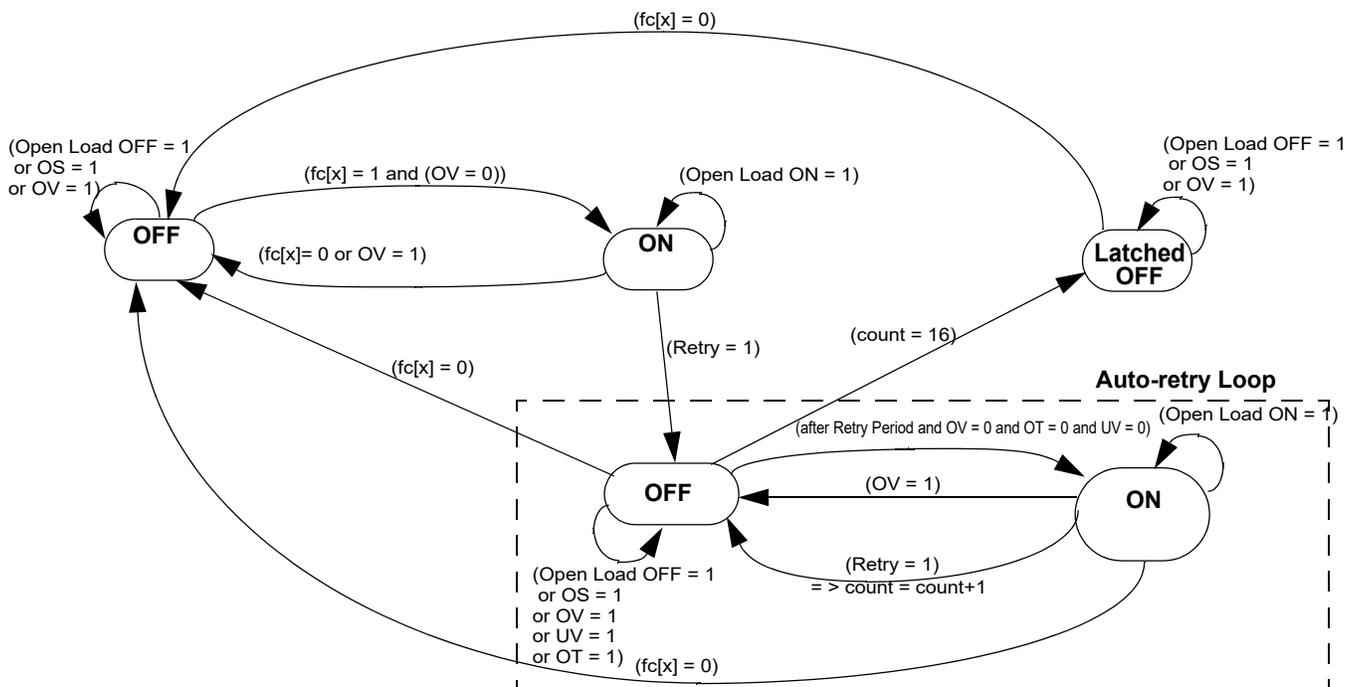 (fc[x] = 0)
(Open Load OFF = 1
or OS = 1
or OV = 1)
(fc[x] = 1 and (OV = 0))
(Open Load ON = 1)
(Open Load OFF = 1
or OS = 1
or OV = 1)
OFF
(fc[x]= 0 or OV = 1)
ON
Latched
OFF
(Retry = 1)
(count = 16)
(fc[x] = 0)
Auto-retry Loop
(after Retry Period and OV = 0 and OT = 0 and UV = 0)
(Open Load ON = 1)
OFF
(OV = 1)
ON
(Retry = 1)
= > count = count+1
(Open Load OFF = 1
or OS = 1
or OV = 1
or UV = 1
or OT = 1)
(fc[x] = 0)